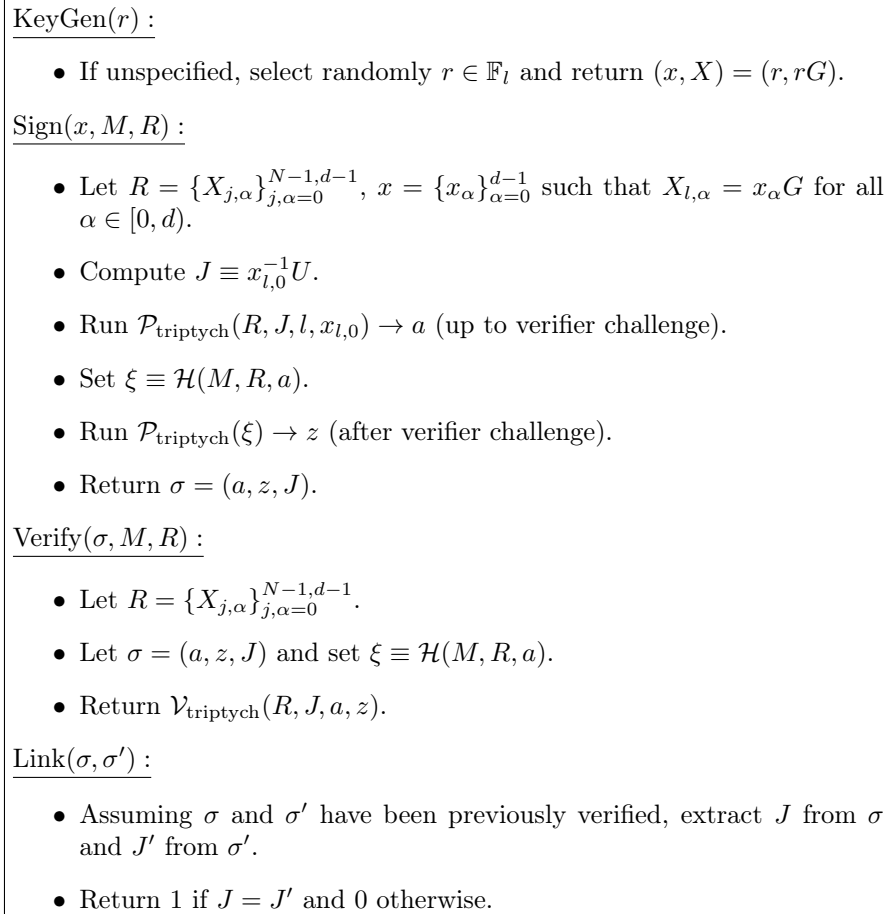 KeyGen(r) :
• If unspecified, select randomly r ∈ 𝔽_l and return (x, X) = (r, rG).
Sign(x, M, R) :
• Let R = {X_{j,α}}_{j,α=0}^{N−1,d−1}, x = {x_α}_{α=0}^{d−1} such that X_{l,α} = x_αG for all
α ∈ [0, d).
• Compute J ≡ x_{l,0}^{−1}U.
• Run 𝒫_triptych(R, J, l, x_{l,0}) → a (up to verifier challenge).
• Set ξ ≡ ℋ(M, R, a).
• Run 𝒫_triptych(ξ) → z (after verifier challenge).
• Return σ = (a, z, J).
Verify(σ, M, R) :
• Let R = {X_{j,α}}_{j,α=0}^{N−1,d−1}.
• Let σ = (a, z, J) and set ξ ≡ ℋ(M, R, a).
• Return 𝒱_triptych(R, J, a, z).
Link(σ, σ′) :
• Assuming σ and σ′ have been previously verified, extract J from σ
and J′ from σ′.
• Return 1 if J = J′ and 0 otherwise.